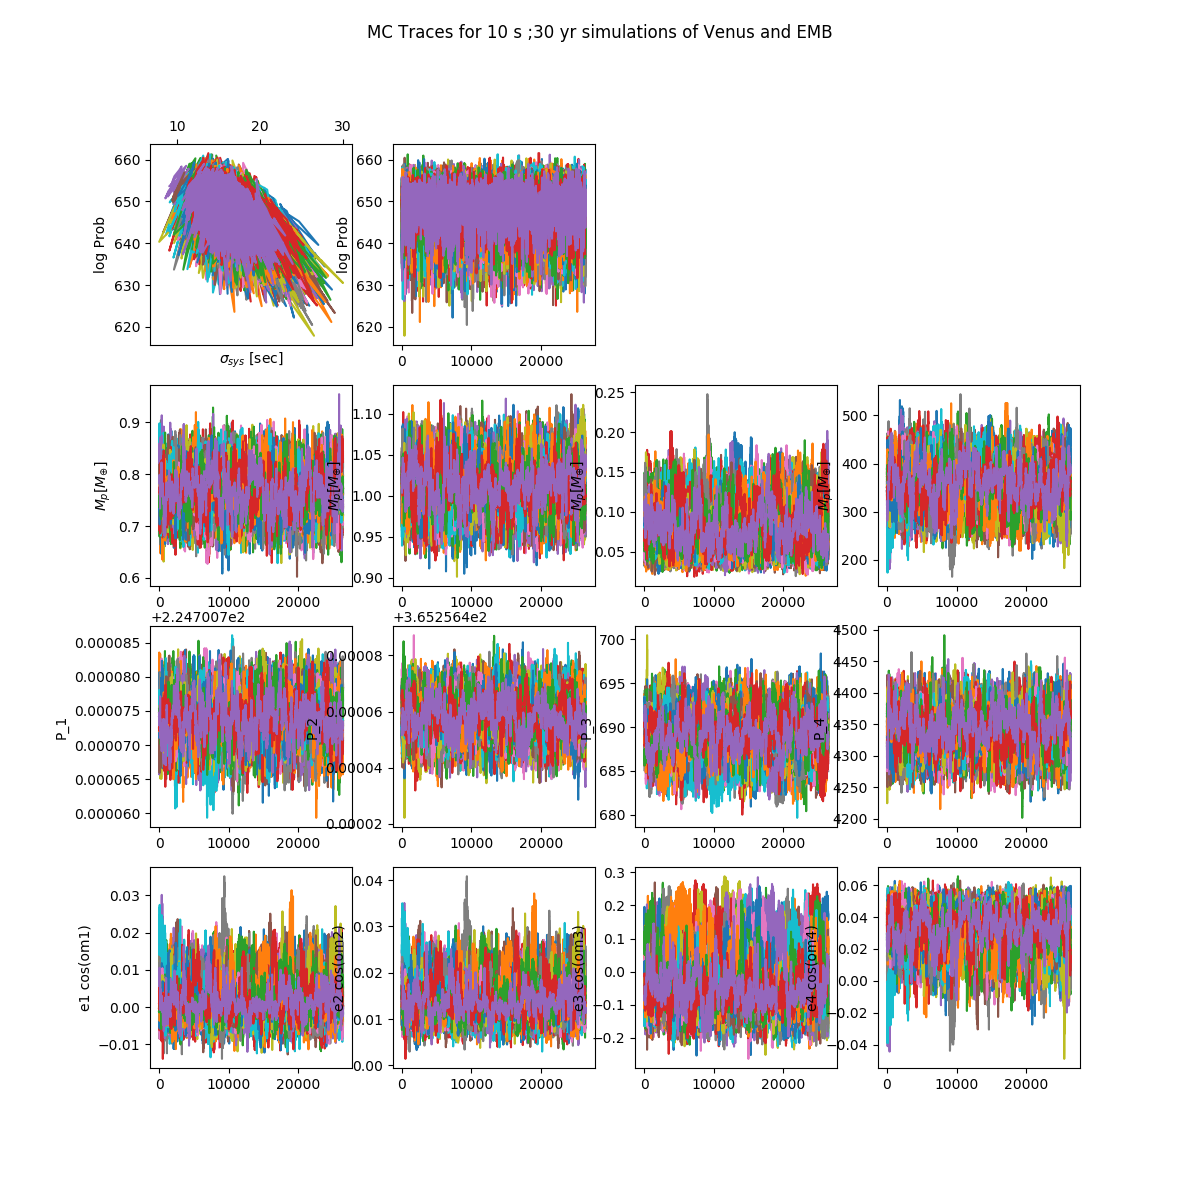 MC Traces for 10 s ;30 yr simulations of Venus and EMB
10 20 30
660
650
640
630
620
log Prob
σsys [sec]
660
650
640
630
620
log Prob
0 10000 20000
0.9
0.8
0.7
0.6
Mp[M⊕]
0 10000 20000
1.10
1.05
1.00
0.95
0.90
Mp[M⊕]
0 10000 20000
0.25
0.20
0.15
0.10
0.05
Mp[M⊕]
0 10000 20000
500
400
300
200
Mp[M⊕]
0 10000 20000
+2.247007e2
0.000085
0.000080
0.000075
0.000070
0.000065
0.000060
P_1
0 10000 20000
+3.652564e2
0.00008
0.00006
0.00004
0.00002
P_2
0 10000 20000
700
695
690
685
680
P_3
0 10000 20000
4500
4450
4400
4350
4300
4250
4200
P_4
0 10000 20000
0.03
0.02
0.01
0.00
−0.01
e1 cos(om1)
0 10000 20000
0.04
0.03
0.02
0.01
0.00
e2 cos(om2)
0 10000 20000
0.3
0.2
0.1
0.0
−0.1
−0.2
e3 cos(om3)
0 10000 20000
0.06
0.04
0.02
0.00
−0.02
−0.04
e4 cos(om4)
0 10000 20000